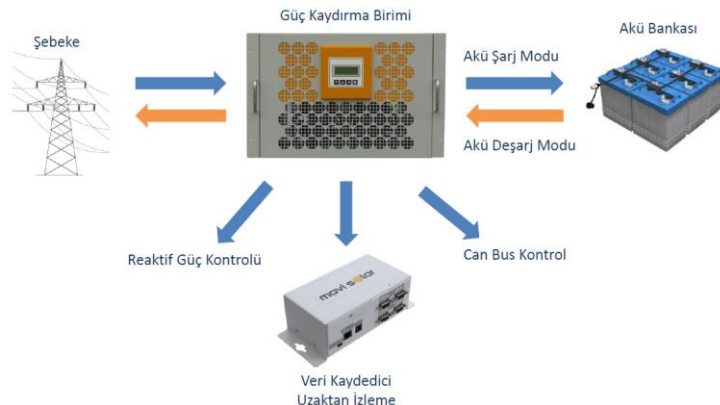 Güç Kaydırma Birimi
Şebeke
Akü Şarj Modu
Akü Bankası
Akü Deşarj Modu
Reaktif Güç Kontrolü
Can Bus Kontrol
mavi solar
Veri Kaydedici
Uzaktan İzleme